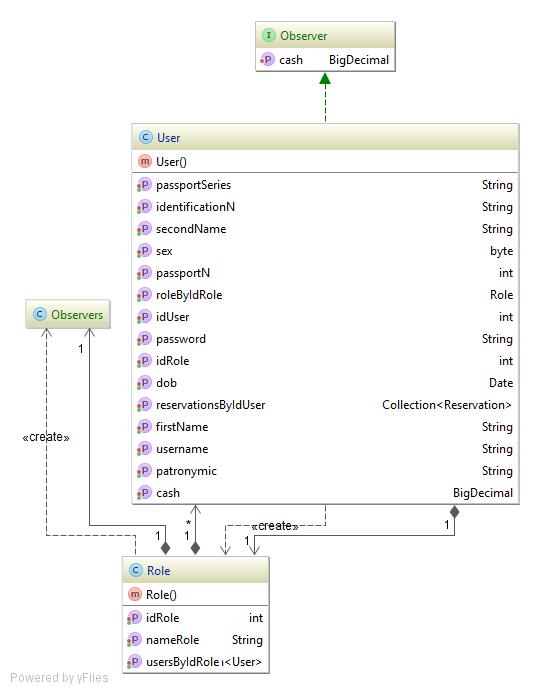 I Observer
P cash BigDecimal
C User
m User()
P passportSeries String
P identificationN String
P secondName String
P sex byte
P passportN int
P roleByIdRole Role
P idUser int
P password String
P idRole int
P dob Date
P reservationsByIdUser Collection<Reservation>
P firstName String
P username String
P patronymic String
P cash BigDecimal
C Observers
1
«create»
*
«create»
1
1
1
1
1
C Role
m Role()
P idRole int
P nameRole String
P usersByIdRole <User>
Powered by yFiles